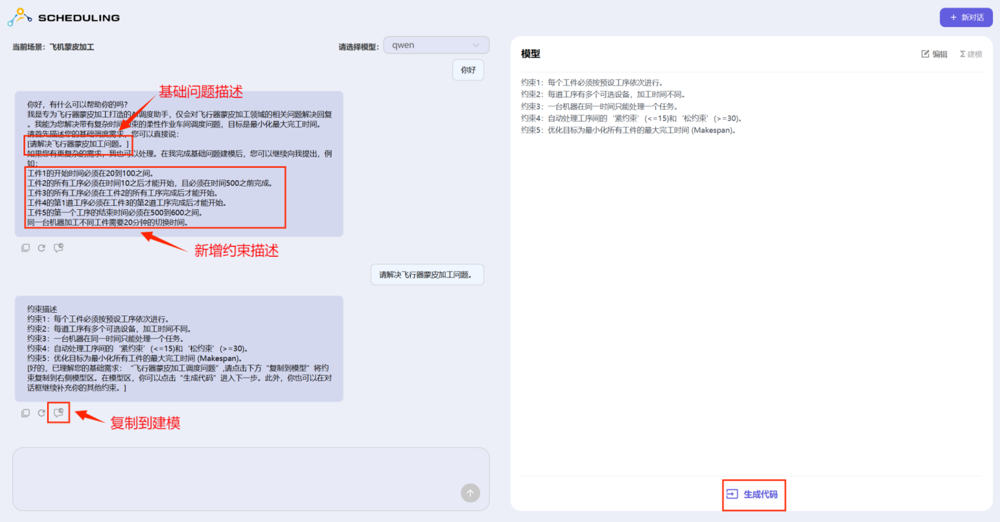 SCHEDULING
+ 新对话
当前场景：飞机蒙皮加工
请选择模型：
qwen
你好
基础问题描述
你好，有什么可以帮助你的吗？
我是专为飞行器蒙皮加工打造的AI调度助手，仅会对飞行器蒙皮加工领域的相关问题解决回复
。我能为您解决带有复杂时间约束的柔性作业车间调度问题，目标是最小化最大完工时间。
请首先描述您的基础调度需求，您可以直接说：
[请解决飞行器蒙皮加工问题。]
如果您有更复杂的需求，我也可以处理。在我完成基础问题建模后，您可以继续向我提出，例
如：
工件1的开始时间必须在20到100之间。
工件2的所有工序必须在时间10之后才能开始，且必须在时间500之前完成。
工件3的所有工序必须在工件2的所有工序完成后才能开始。
工件4的第1道工序必须在工件3的第2道工序完成后才能开始。
工件5的第一个工序的结束时间必须在500到600之间。
同一台机器加工不同工件需要20分钟的切换时间。
新增约束描述
请解决飞行器蒙皮加工问题。
约束描述
约束1：每个工件必须按预设工序依次进行。
约束2：每道工序有多个可选设备，加工时间不同。
约束3：一台机器在同一时间只能处理一个任务。
约束4：自动处理工序间的‘紧约束’(<=15)和‘松约束’(>=30)。
约束5：优化目标为最小化所有工件的最大完工时间 (Makespan)。
[好的，已理解您的基础需求：“飞行器蒙皮加工调度问题”,请点击下方“复制到模型”将约
束复制到右侧模型区。在模型区，你可以点击“生成代码”进入下一步。此外，你也可以在对
话框继续补充你的其他约束。]
复制到建模
模型
编辑
Σ 建模
约束1：每个工件必须按预设工序依次进行。
约束2：每道工序有多个可选设备，加工时间不同。
约束3：一台机器在同一时间只能处理一个任务。
约束4：自动处理工序间的‘紧约束’(<=15)和‘松约束’(>=30)。
约束5：优化目标为最小化所有工件的最大完工时间 (Makespan)。
生成代码